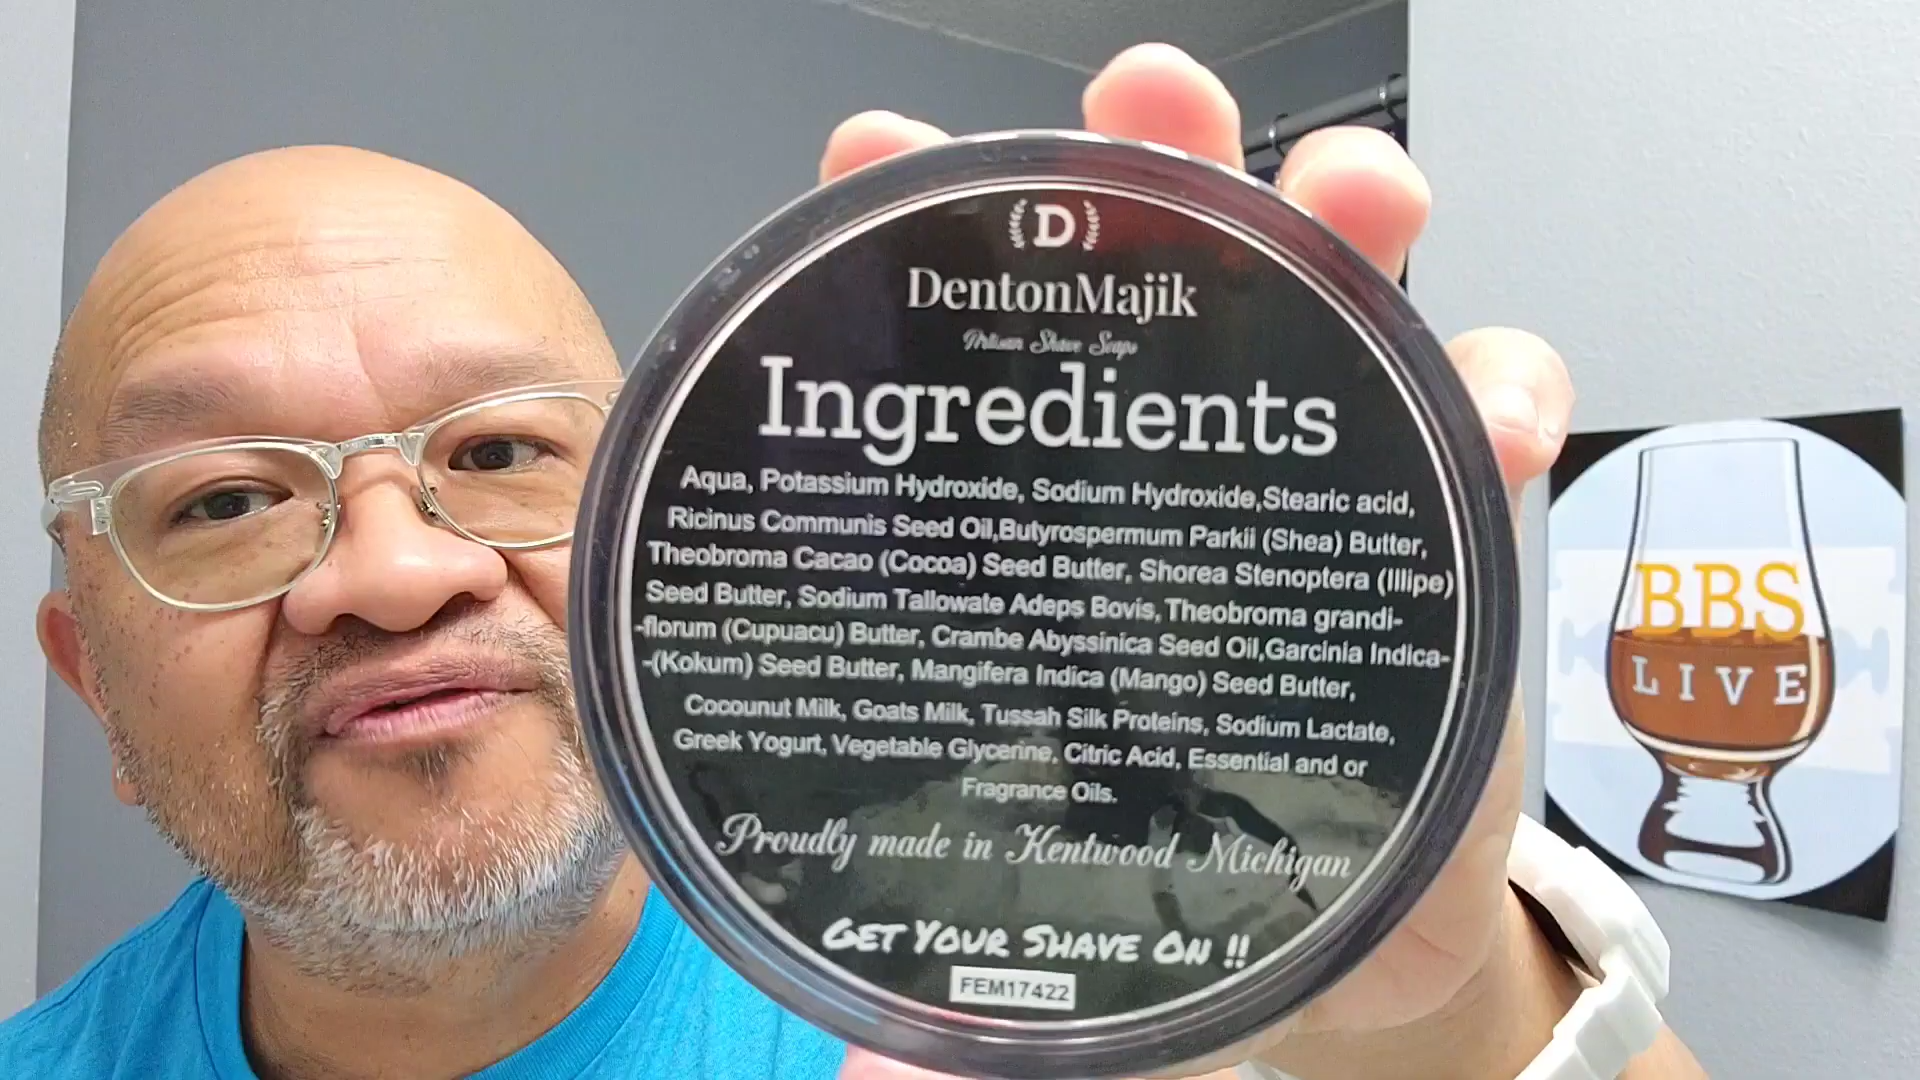 D
DentonMajik
Artisan Shave Soaps
Ingredients
Aqua, Potassium Hydroxide, Sodium Hydroxide,Stearic acid,
Ricinus Communis Seed Oil,Butyrospermum Parkii (Shea) Butter,
Theobroma Cacao (Cocoa) Seed Butter, Shorea Stenoptera (Illipe)
Seed Butter, Sodium Tallowate Adeps Bovis, Theobroma grandi-
-florum (Cupuacu) Butter, Crambe Abyssinica Seed Oil,Garcinia Indica-
-(Kokum) Seed Butter, Mangifera Indica (Mango) Seed Butter,
Cocounut Milk, Goats Milk, Tussah Silk Proteins, Sodium Lactate,
Greek Yogurt, Vegetable Glycerine, Citric Acid, Essential and or
Fragrance Oils.
Proudly made in Kentwood Michigan
GET YOUR SHAVE ON !!
FEM17422
BBS
LIVE